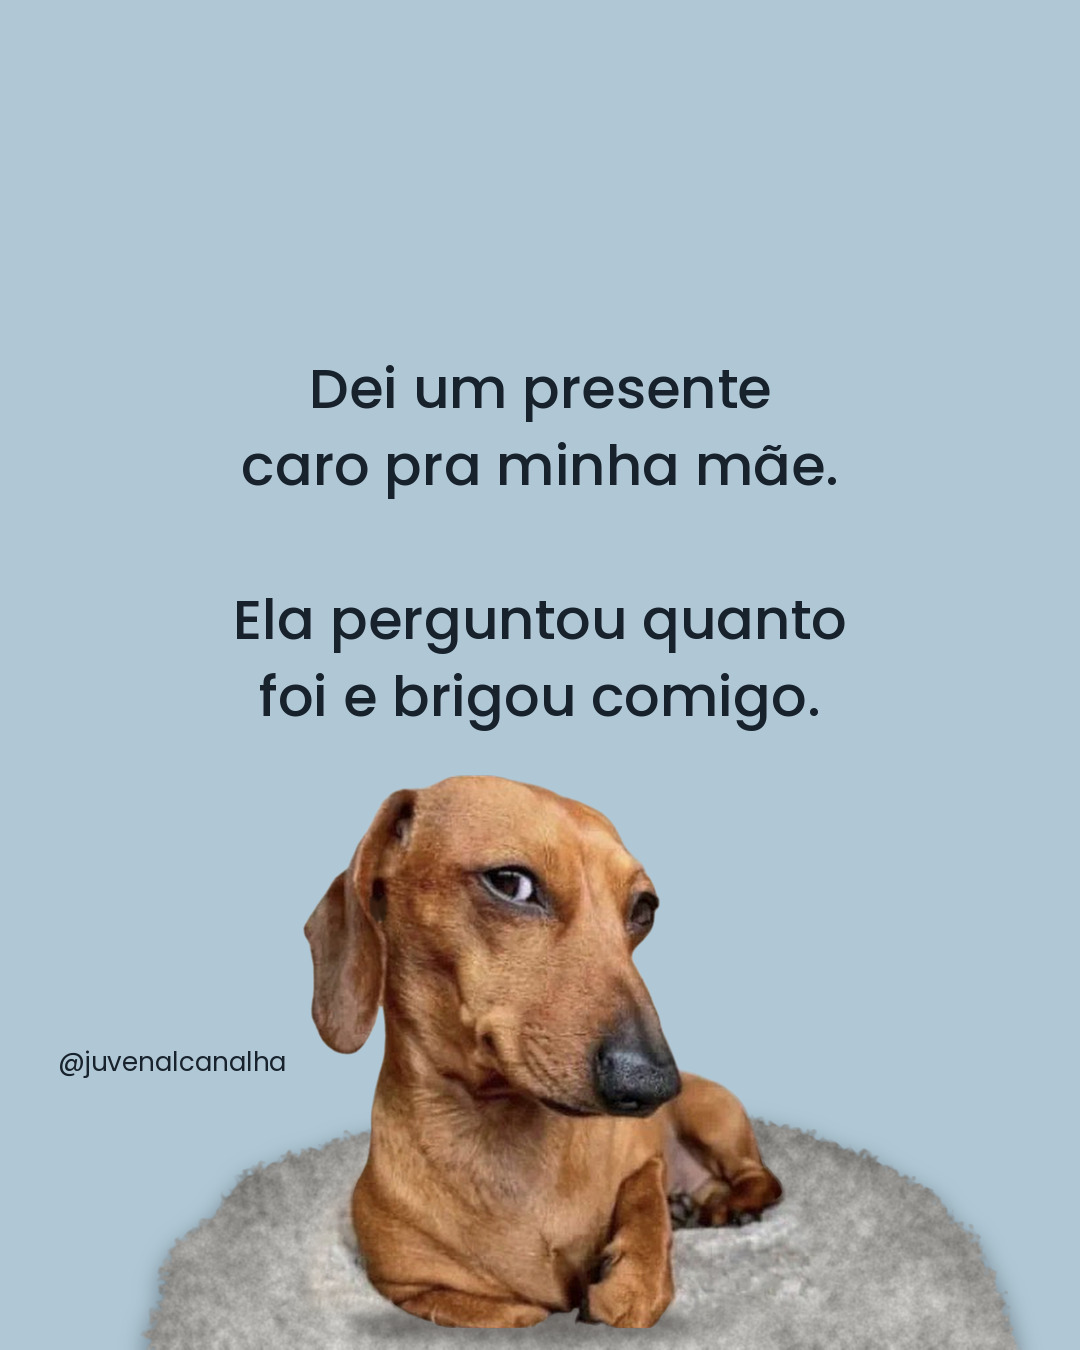 Dei um presente
caro pra minha mãe.
Ela perguntou quanto
foi e brigou comigo.
@juvenalcanalha